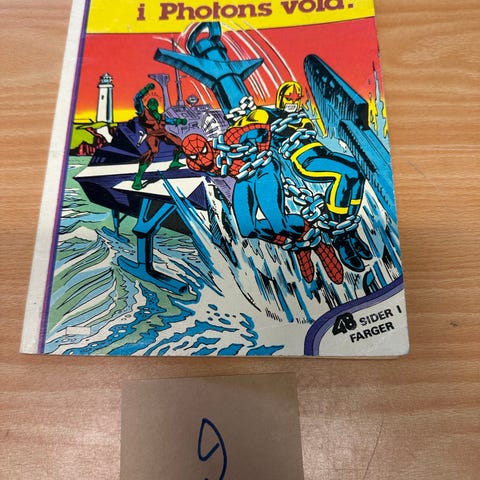 i Photons vold!
48 SIDER I
FARGER
9